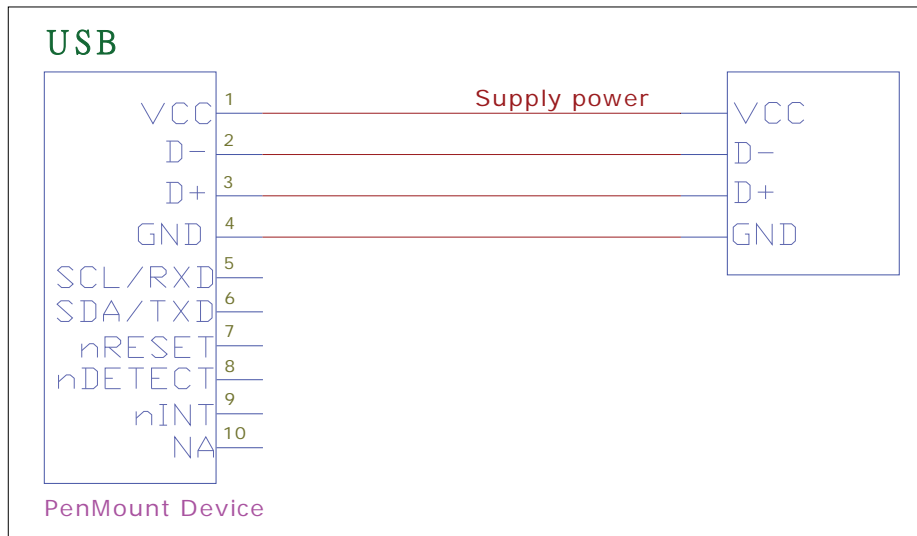 USB
1 Supply power
VCC VCC
2
D- D-
3
D+ D+
4
GND GND
5
SCL/RXD
6
SDA/TXD
7
nRESET
8
nDETECT
9
nINT
10
NA
PenMount Device